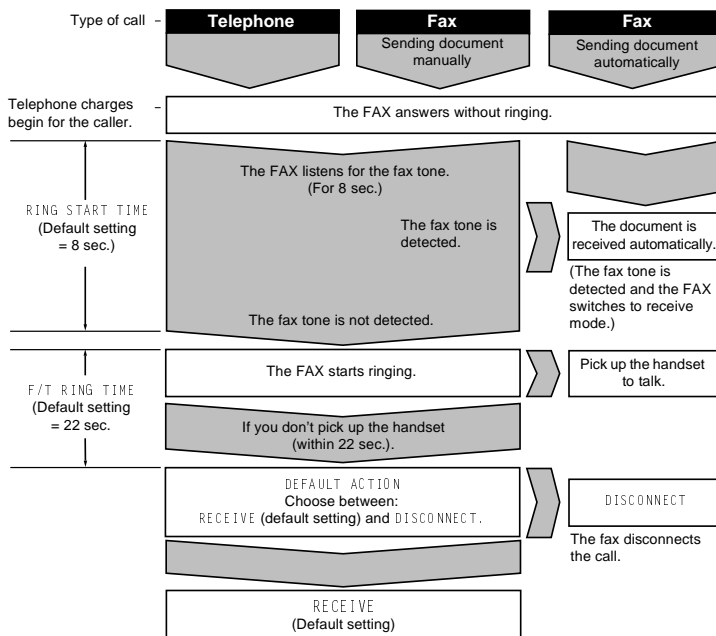 Type of call
Telephone
Fax
Fax
Sending document
manually
Sending document
automatically
Telephone charges
begin for the caller.
The FAX answers without ringing.
RING START TIME
(Default setting
= 8 sec.)
The FAX listens for the fax tone.
(For 8 sec.)
The fax tone is
detected.
The document is
received automatically.
(The fax tone is
detected and the FAX
switches to receive
mode.)
The fax tone is not detected.
F/T RING TIME
(Default setting
= 22 sec.
The FAX starts ringing.
Pick up the handset
to talk.
If you don't pick up the handset
(within 22 sec.).
DEFAULT ACTION
Choose between:
RECEIVE (default setting) and DISCONNECT.
DISCONNECT
The fax disconnects
the call.
RECEIVE
(Default setting)